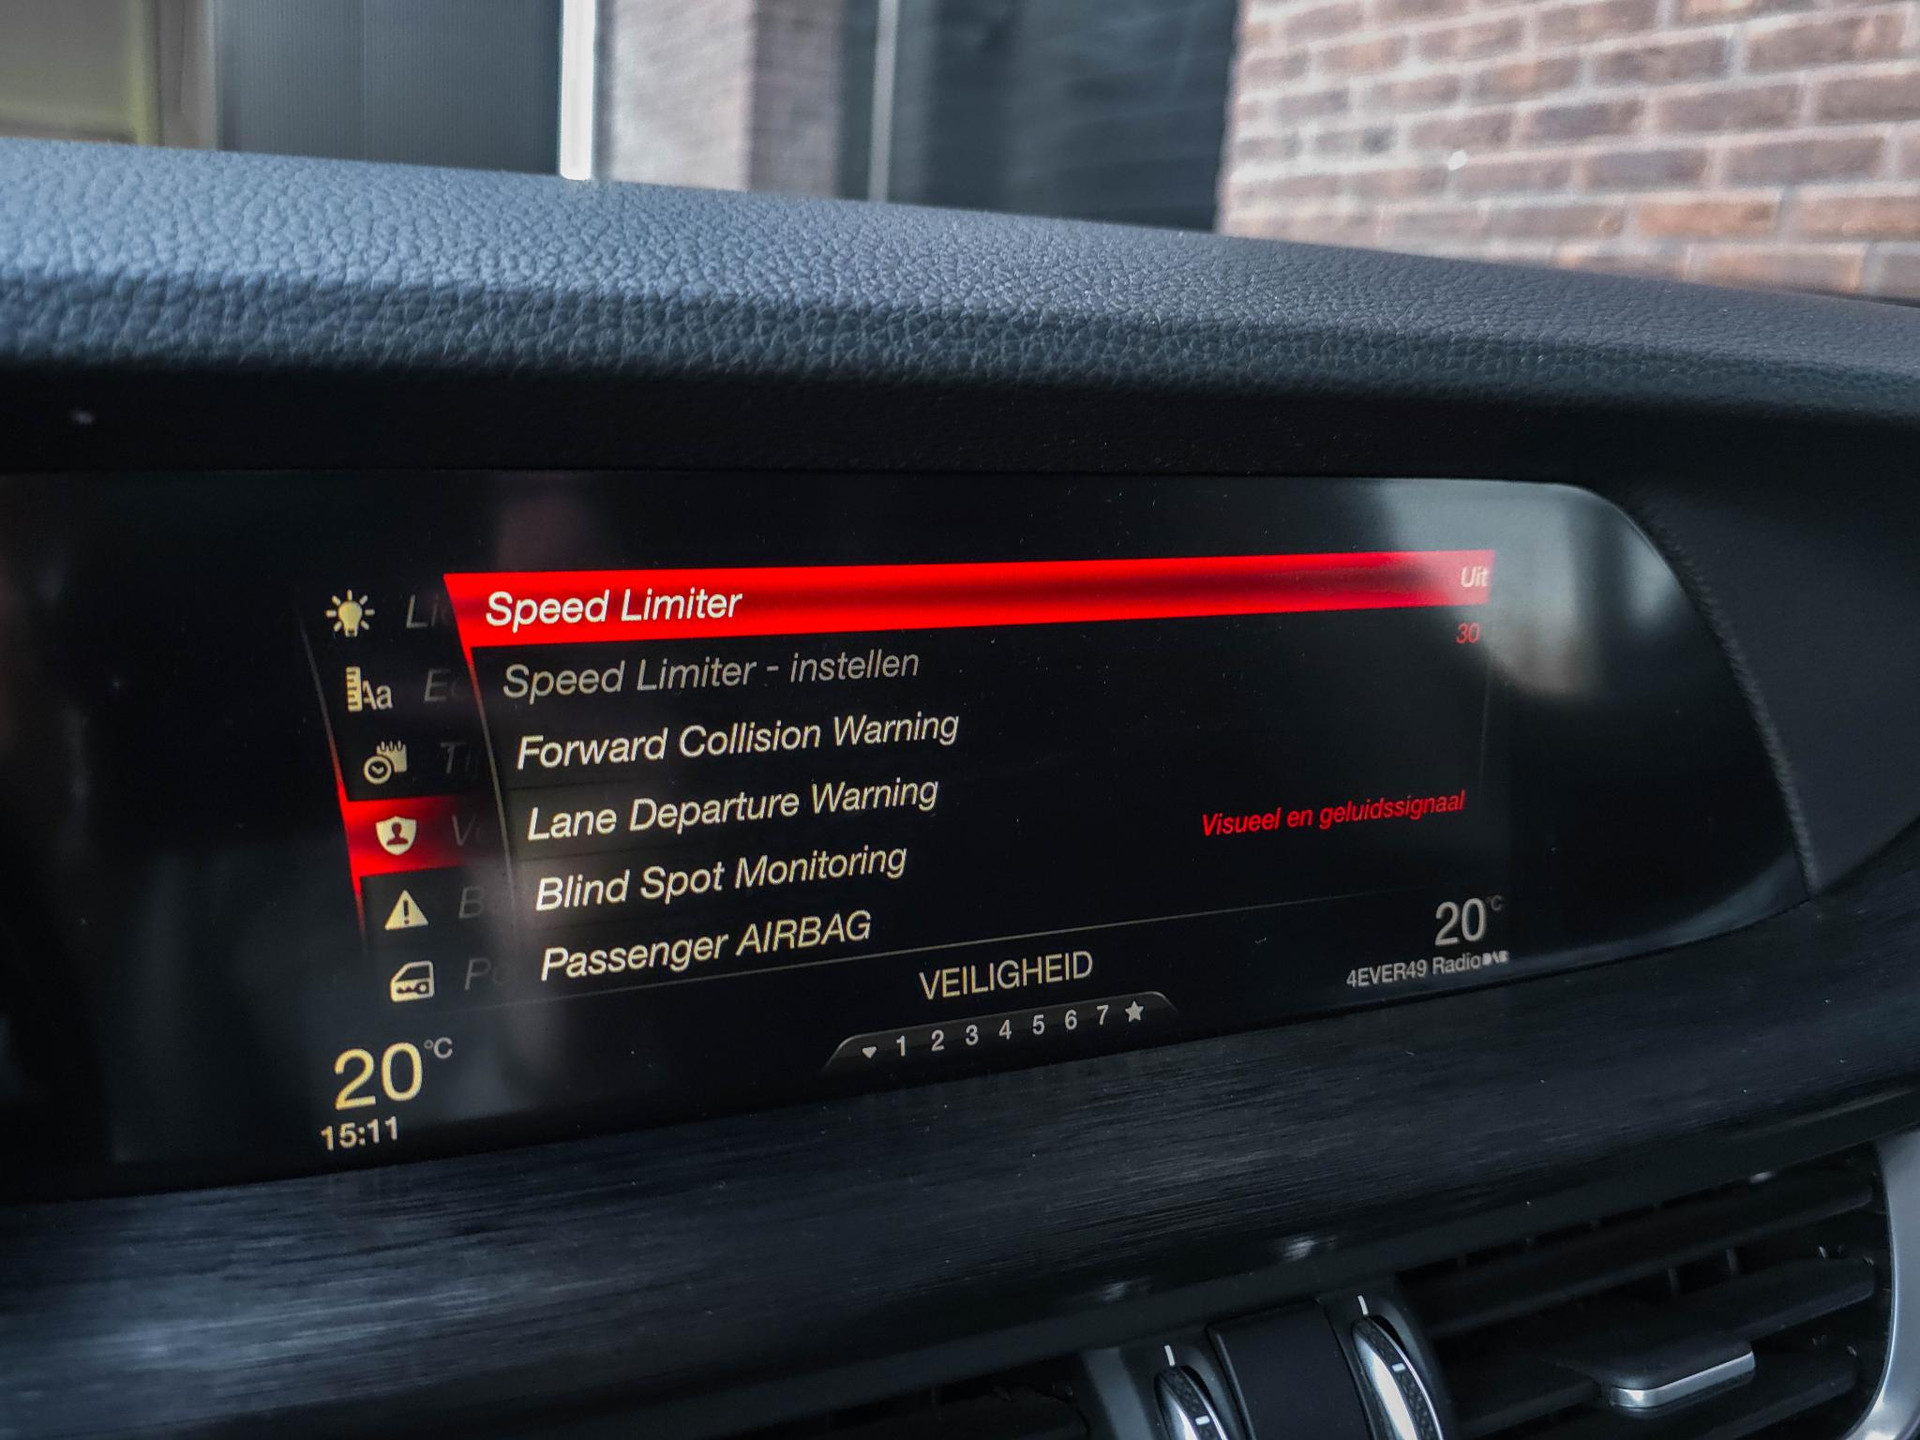 Speed Limiter Uit
Speed Limiter - instellen 30
Forward Collision Warning
Lane Departure Warning
Blind Spot Monitoring Visueel en geluidssignaal
Passenger AIRBAG
Aa
VEILIGHEID
20°C
4EVER49 Radio
1 2 3 4 5 6 7
20°C
15:11